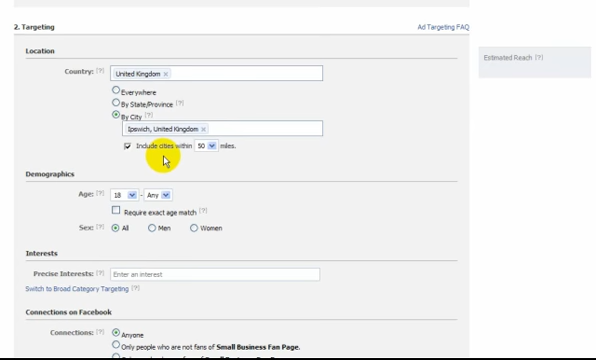 2. Targeting
Ad Targeting FAQ
Location
Estimated Reach [?]
Country: [?] United Kingdom ×
Everywhere
By State/Province [?]
By City [?]
Ipswich, United Kingdom ×
Include cities within 50 miles.
Demographics
Age: [?] 18 - Any
Require exact age match [?]
Sex: [?] All Men Women
Interests
Precise Interests: [?] Enter an interest
Switch to Broad Category Targeting [?]
Connections on Facebook
Connections: [?] Anyone
Only people who are not fans of Small Business Fan Page.